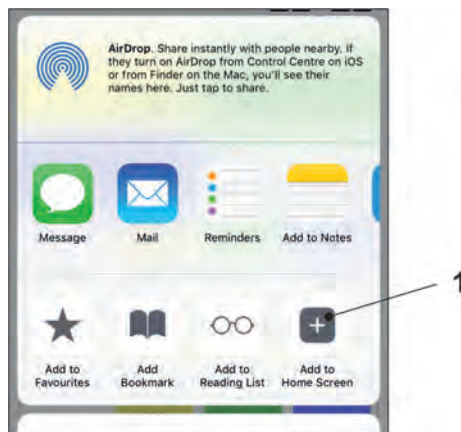 AirDrop. Share instantly with people nearby. If
they turn on AirDrop from Control Centre on iOS
or from Finder on the Mac, you'll see their
names here. Just tap to share.
Message Mail Reminders Add to Notes
1
Add to Add Add to Add to
Favourites Bookmark Reading List Home Screen